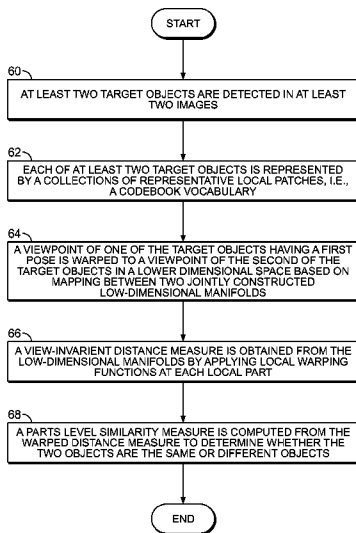 START
60
AT LEAST TWO TARGET OBJECTS ARE DETECTED IN AT LEAST
TWO IMAGES
62
EACH OF AT LEAST TWO TARGET OBJECTS IS REPRESENTED
BY A COLLECTIONS OF REPRESENTATIVE LOCAL PATCHES, I.E.,
A CODEBOOK VOCABULARY
64
A VIEWPOINT OF ONE OF THE TARGET OBJECTS HAVING A FIRST
POSE IS WARPED TO A VIEWPOINT OF THE SECOND OF THE
TARGET OBJECTS IN A LOWER DIMENSIONAL SPACE BASED ON
MAPPING BETWEEN TWO JOINTLY CONSTRUCTED
LOW-DIMENSIONAL MANIFOLDS
66
A VIEW-INVARIENT DISTANCE MEASURE IS OBTAINED FROM THE
LOW-DIMENSIONAL MANIFOLDS BY APPLYING LOCAL WARPING
FUNCTIONS AT EACH LOCAL PART
68
A PARTS LEVEL SIMILARITY MEASURE IS COMPUTED FROM THE
WARPED DISTANCE MEASURE TO DETERMINE WHETHER THE
TWO OBJECTS ARE THE SAME OR DIFFERENT OBJECTS
END